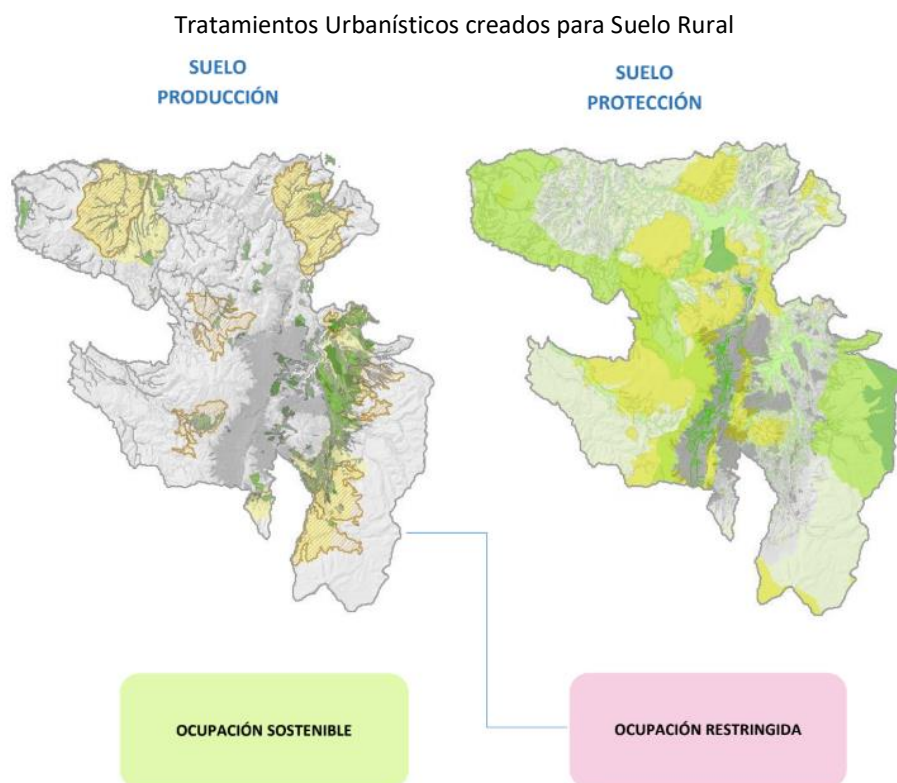 Tratamientos Urbanísticos creados para Suelo Rural
SUELO
PRODUCCIÓN
SUELO
PROTECCIÓN
OCUPACIÓN SOSTENIBLE
OCUPACIÓN RESTRINGIDA